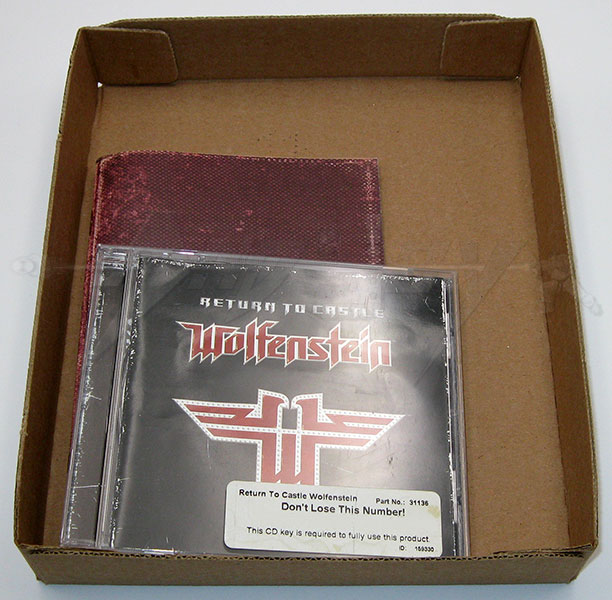 RETURN TO CASTLE
Wolfenstein
Return To Castle Wolfenstein Part No.: 31136
Don't Lose This Number!
This CD key is required to fully use this product.
ID: 159330